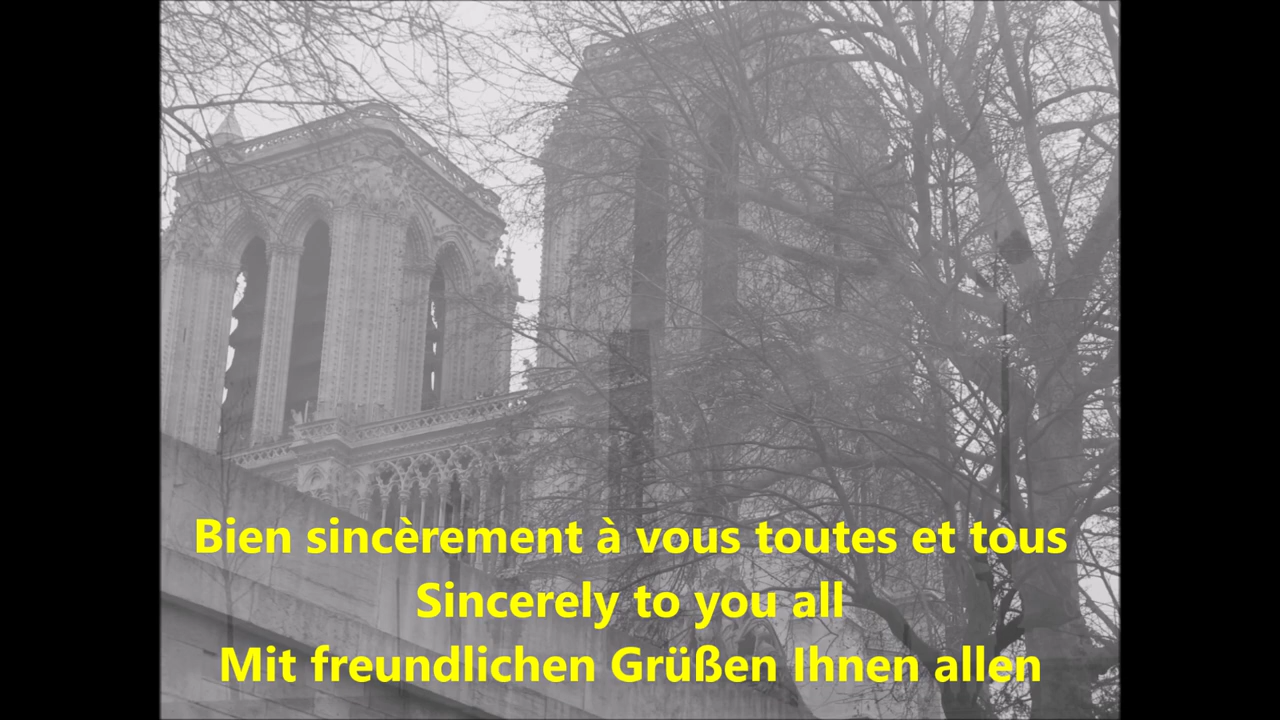 Bien sincèrement à vous toutes et tous
Sincerely to you all
Mit freundlichen Grüßen Ihnen allen